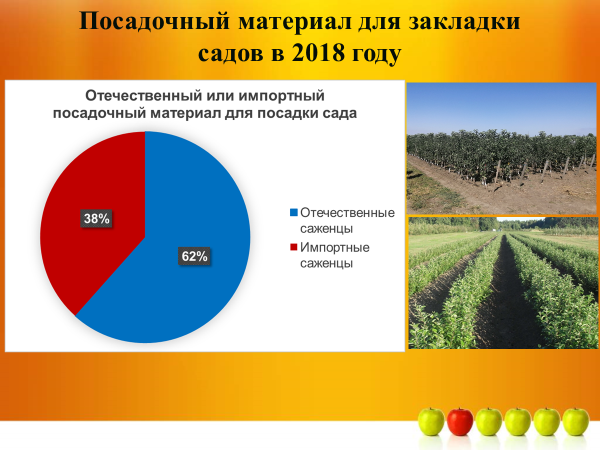 Посадочный материал для закладки
садов в 2018 году
Отечественный или импортный
посадочный материал для посадки сада
38%
62%
Отечественные
саженцы
Импортные
саженцы